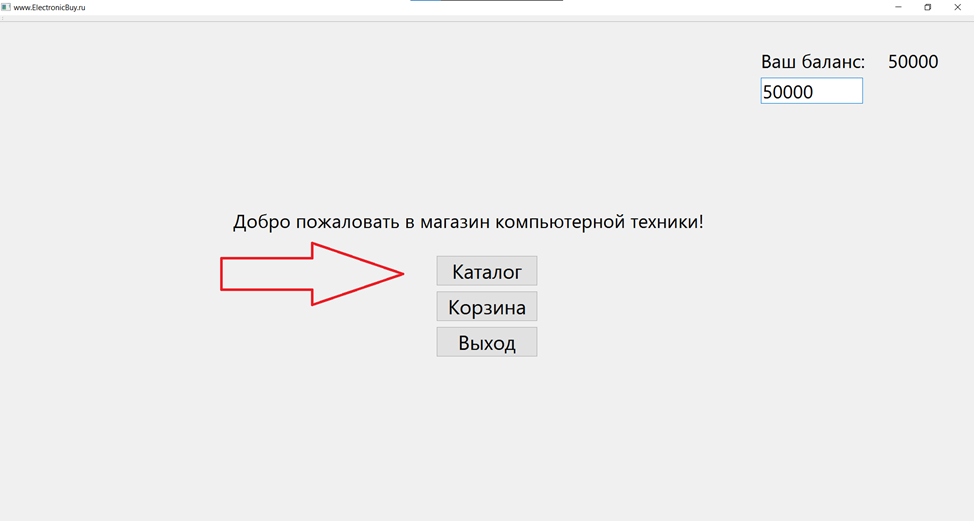 www.ElectronicBuy.ru
Ваш баланс: 50000
50000
Добро пожаловать в магазин компьютерной техники!
Каталог
Корзина
Выход